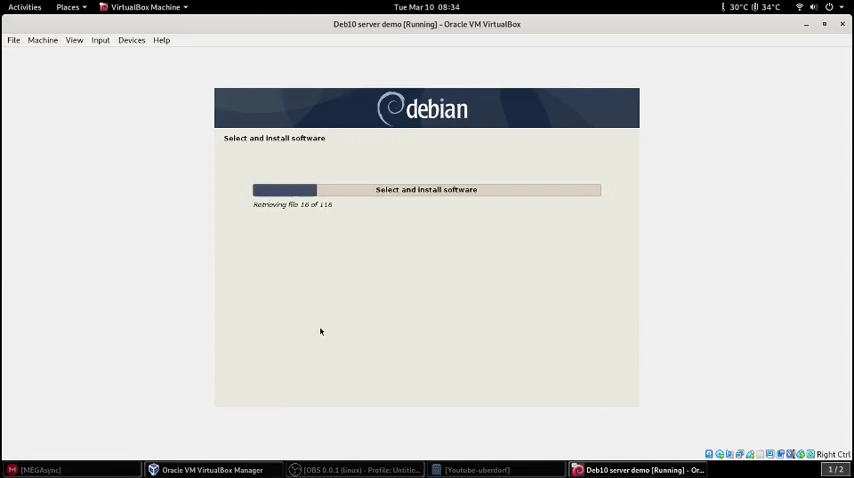 Activities Places VirtualBox Machine Tue Mar 10 08:34 30°C 34°C
Deb10 server demo [Running] - Oracle VM VirtualBox
File Machine View Input Devices Help
debian
Select and install software
Select and install software
Retrieving file 16 of 116
Right Ctrl
[MEGAsync] Oracle VM VirtualBox Manager [OBS 0.0.1 (linux) - Profile: Untitle... [Youtube-uberdorf] Deb10 server demo [Running] - Or... 1 / 2